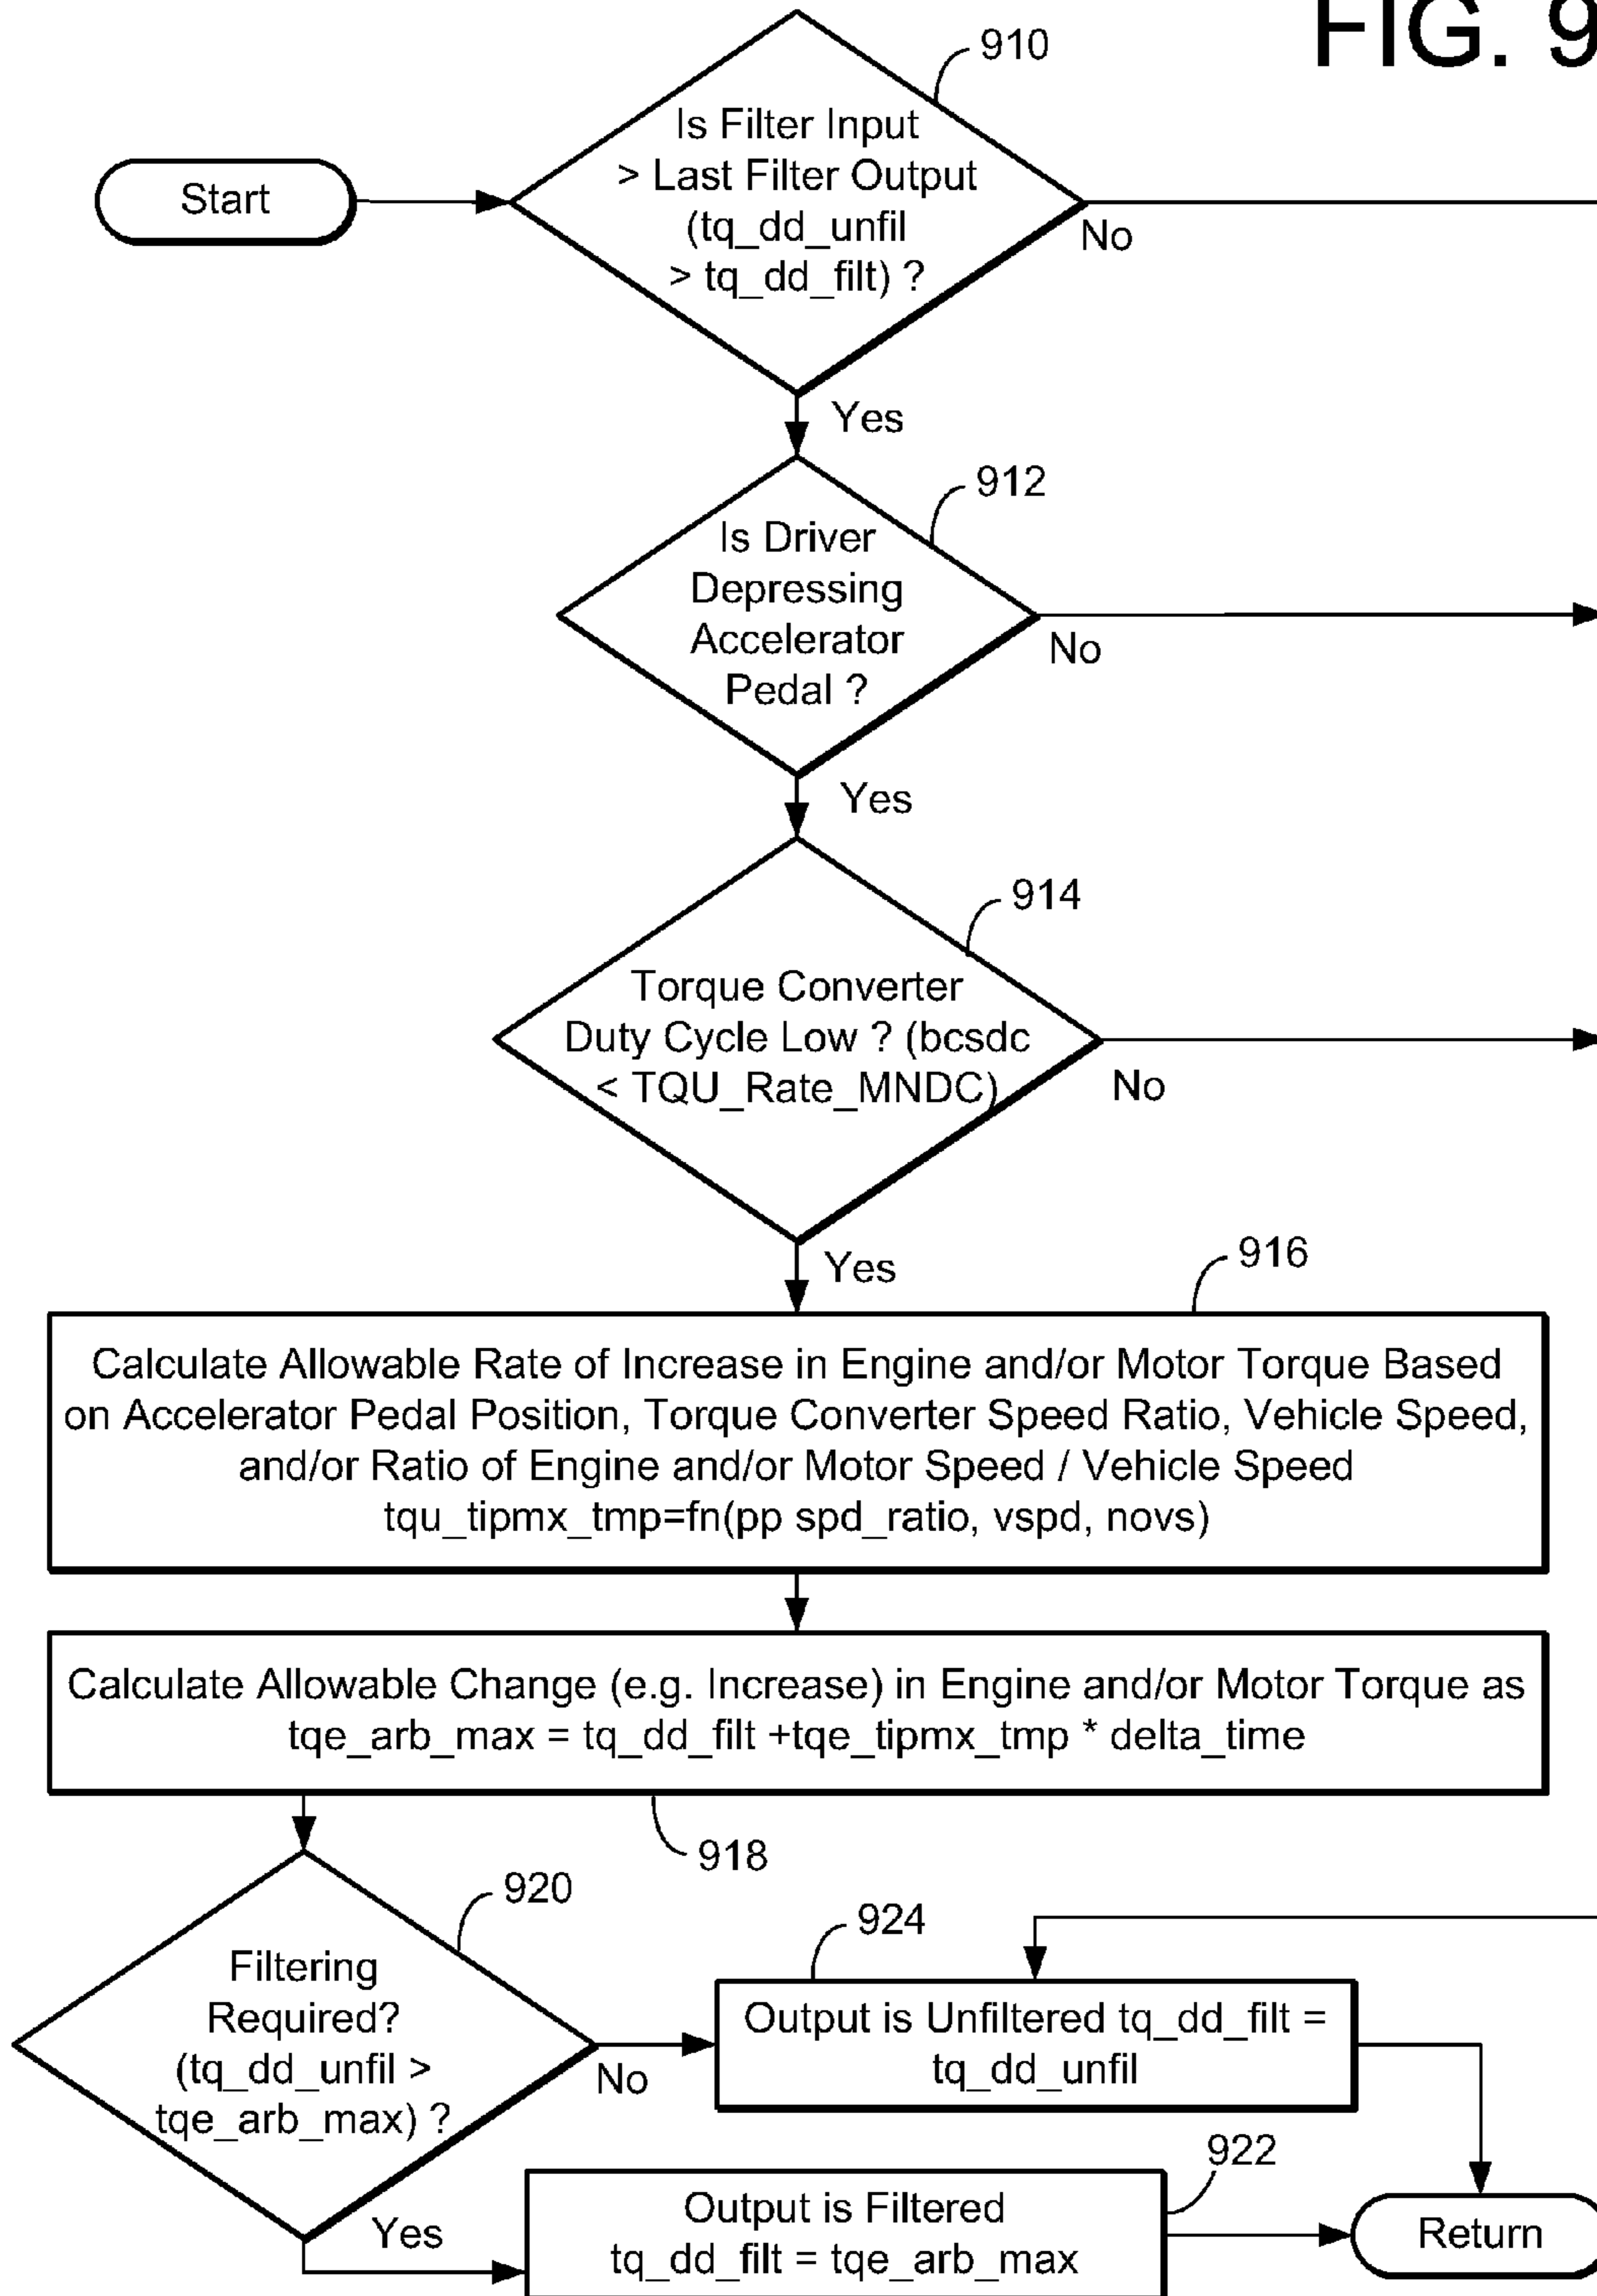 FIG. 9
910
Is Filter Input
> Last Filter Output
(tq_dd_unfil
> tq_dd_filt) ?
Start
No
Yes
912
Is Driver
Depressing
Accelerator
Pedal ?
No
Yes
914
Torque Converter
Duty Cycle Low ? (bcsdc
< TQU_Rate_MNDC)
No
Yes
916
Calculate Allowable Rate of Increase in Engine and/or Motor Torque Based
on Accelerator Pedal Position, Torque Converter Speed Ratio, Vehicle Speed,
and/or Ratio of Engine and/or Motor Speed / Vehicle Speed
tqu_tipmx_tmp=fn(pp spd_ratio, vspd, novs)
Calculate Allowable Change (e.g. Increase) in Engine and/or Motor Torque as
tqe_arb_max = tq_dd_filt +tqe_tipmx_tmp * delta_time
918
920
Filtering
Required?
(tq_dd_unfil >
tqe_arb_max) ?
No
Yes
924
Output is Unfiltered tq_dd_filt =
tq_dd_unfil
922
Output is Filtered
tq_dd_filt = tqe_arb_max
Return